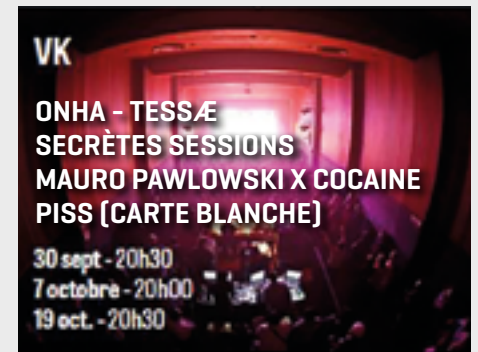 VK
ONHA - TESSÆ
SECRÈTES SESSIONS
MAURO PAWLOWSKI X COCAINE
PISS (CARTE BLANCHE)
30 sept - 20h30
7 octobre - 20h00
19 oct. - 20h30